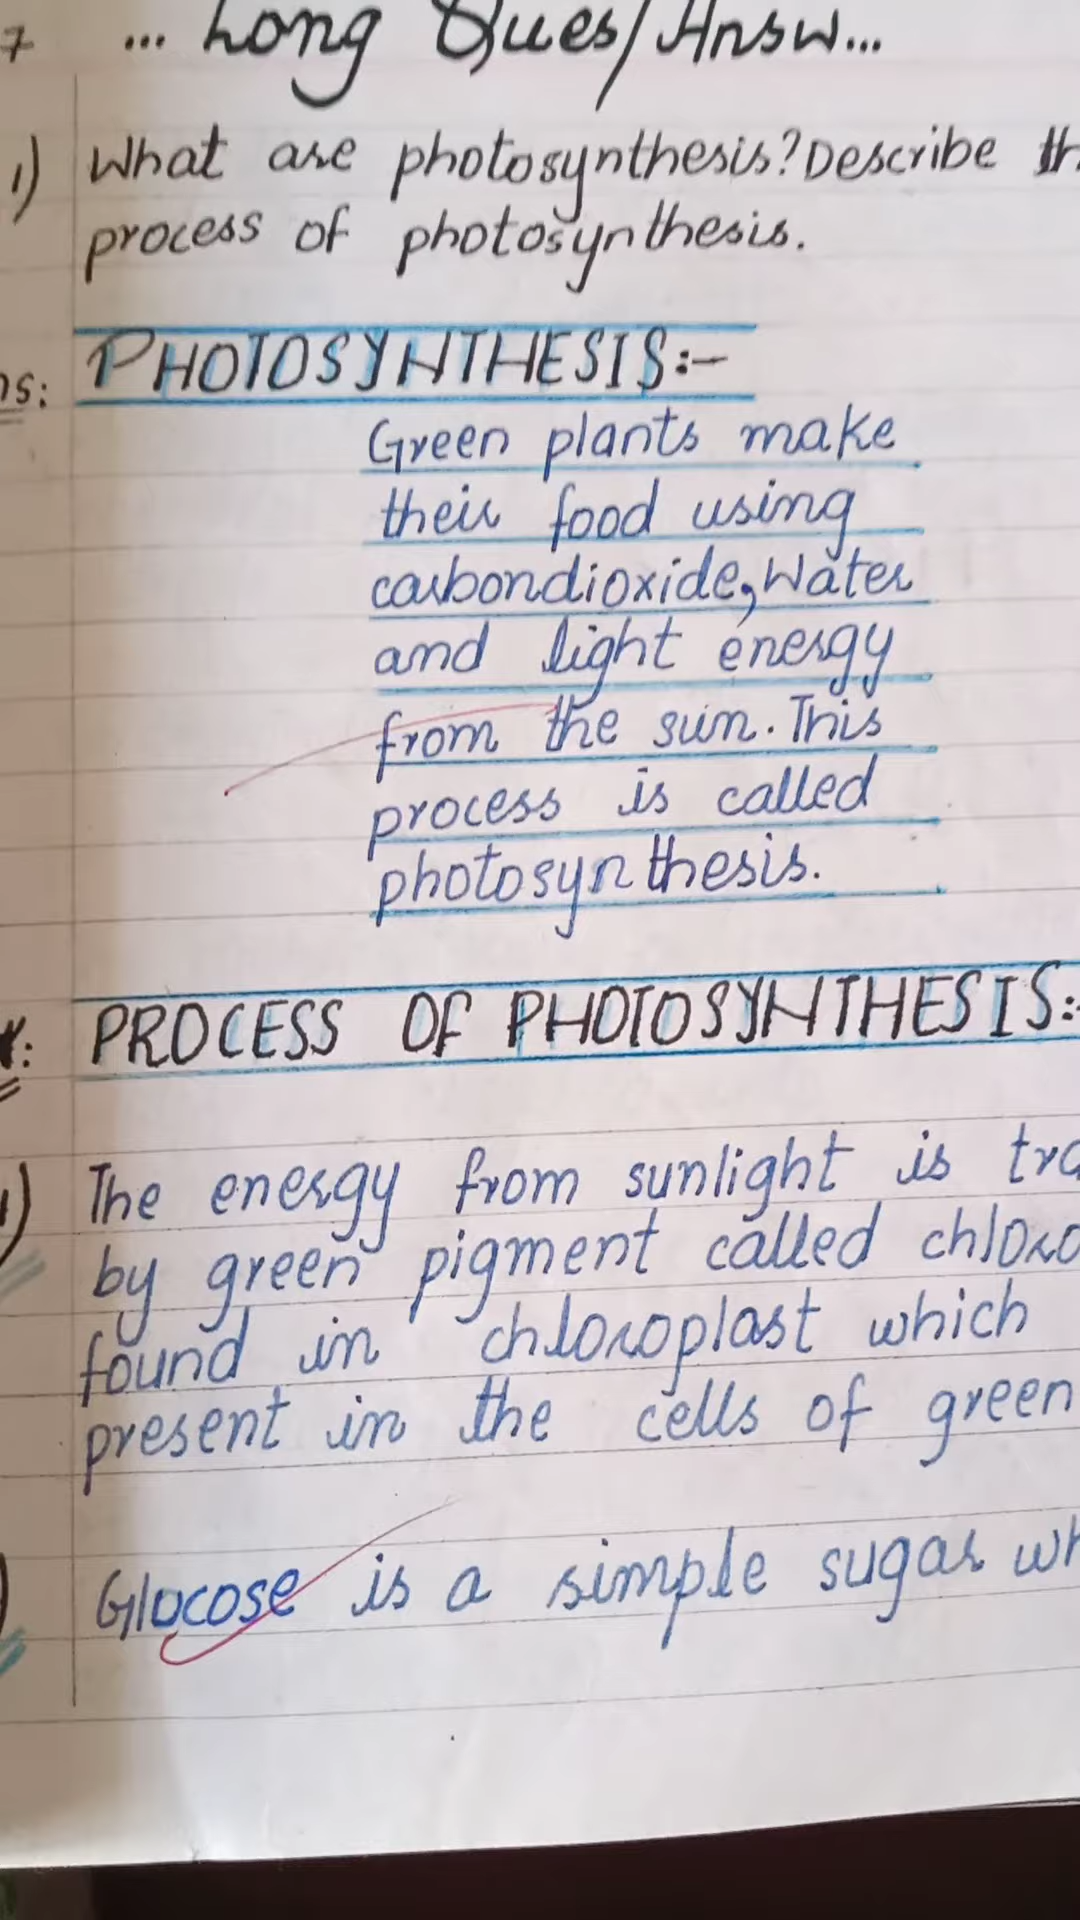 7 ... Long Ques/Answ...
1) What are photosynthesis? Describe
process of photosynthesis.
PHOTOSYNTHESIS:-
Green plants make
their food using
carbondioxide, Water
and light energy
from the sun. This
process is called
photosynthesis.
PROCESS OF PHOTOSYNTHESIS:-
The energy from sunlight is
by green pigment called
found in chloroplast which
present in the cells of green
Glucose is a simple sugar